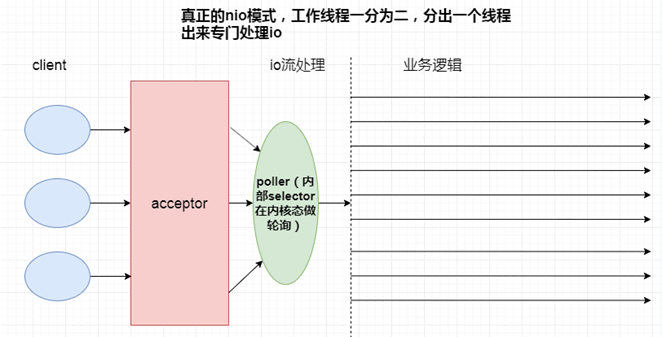 真正的nio模式，工作线程一分为二，分出一个线程
出来专门处理io
client
io流处理
业务逻辑
acceptor
poller（内
部selector
在内核态做
轮询）